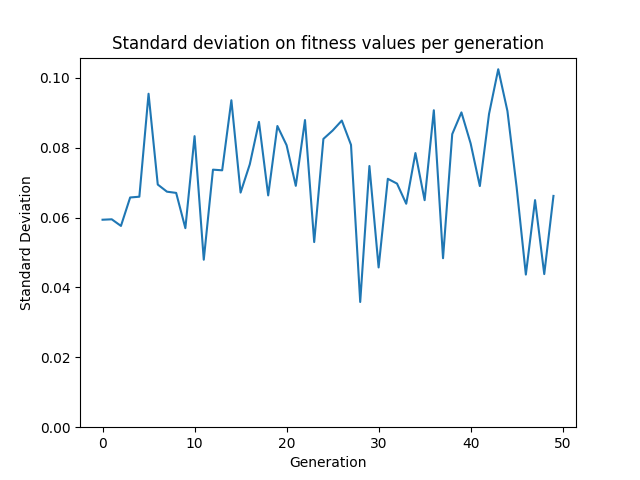 Standard deviation on fitness values per generation
0.10
0.08
0.06
0.04
0.02
0.00
Standard Deviation
0 10 20 30 40 50
Generation